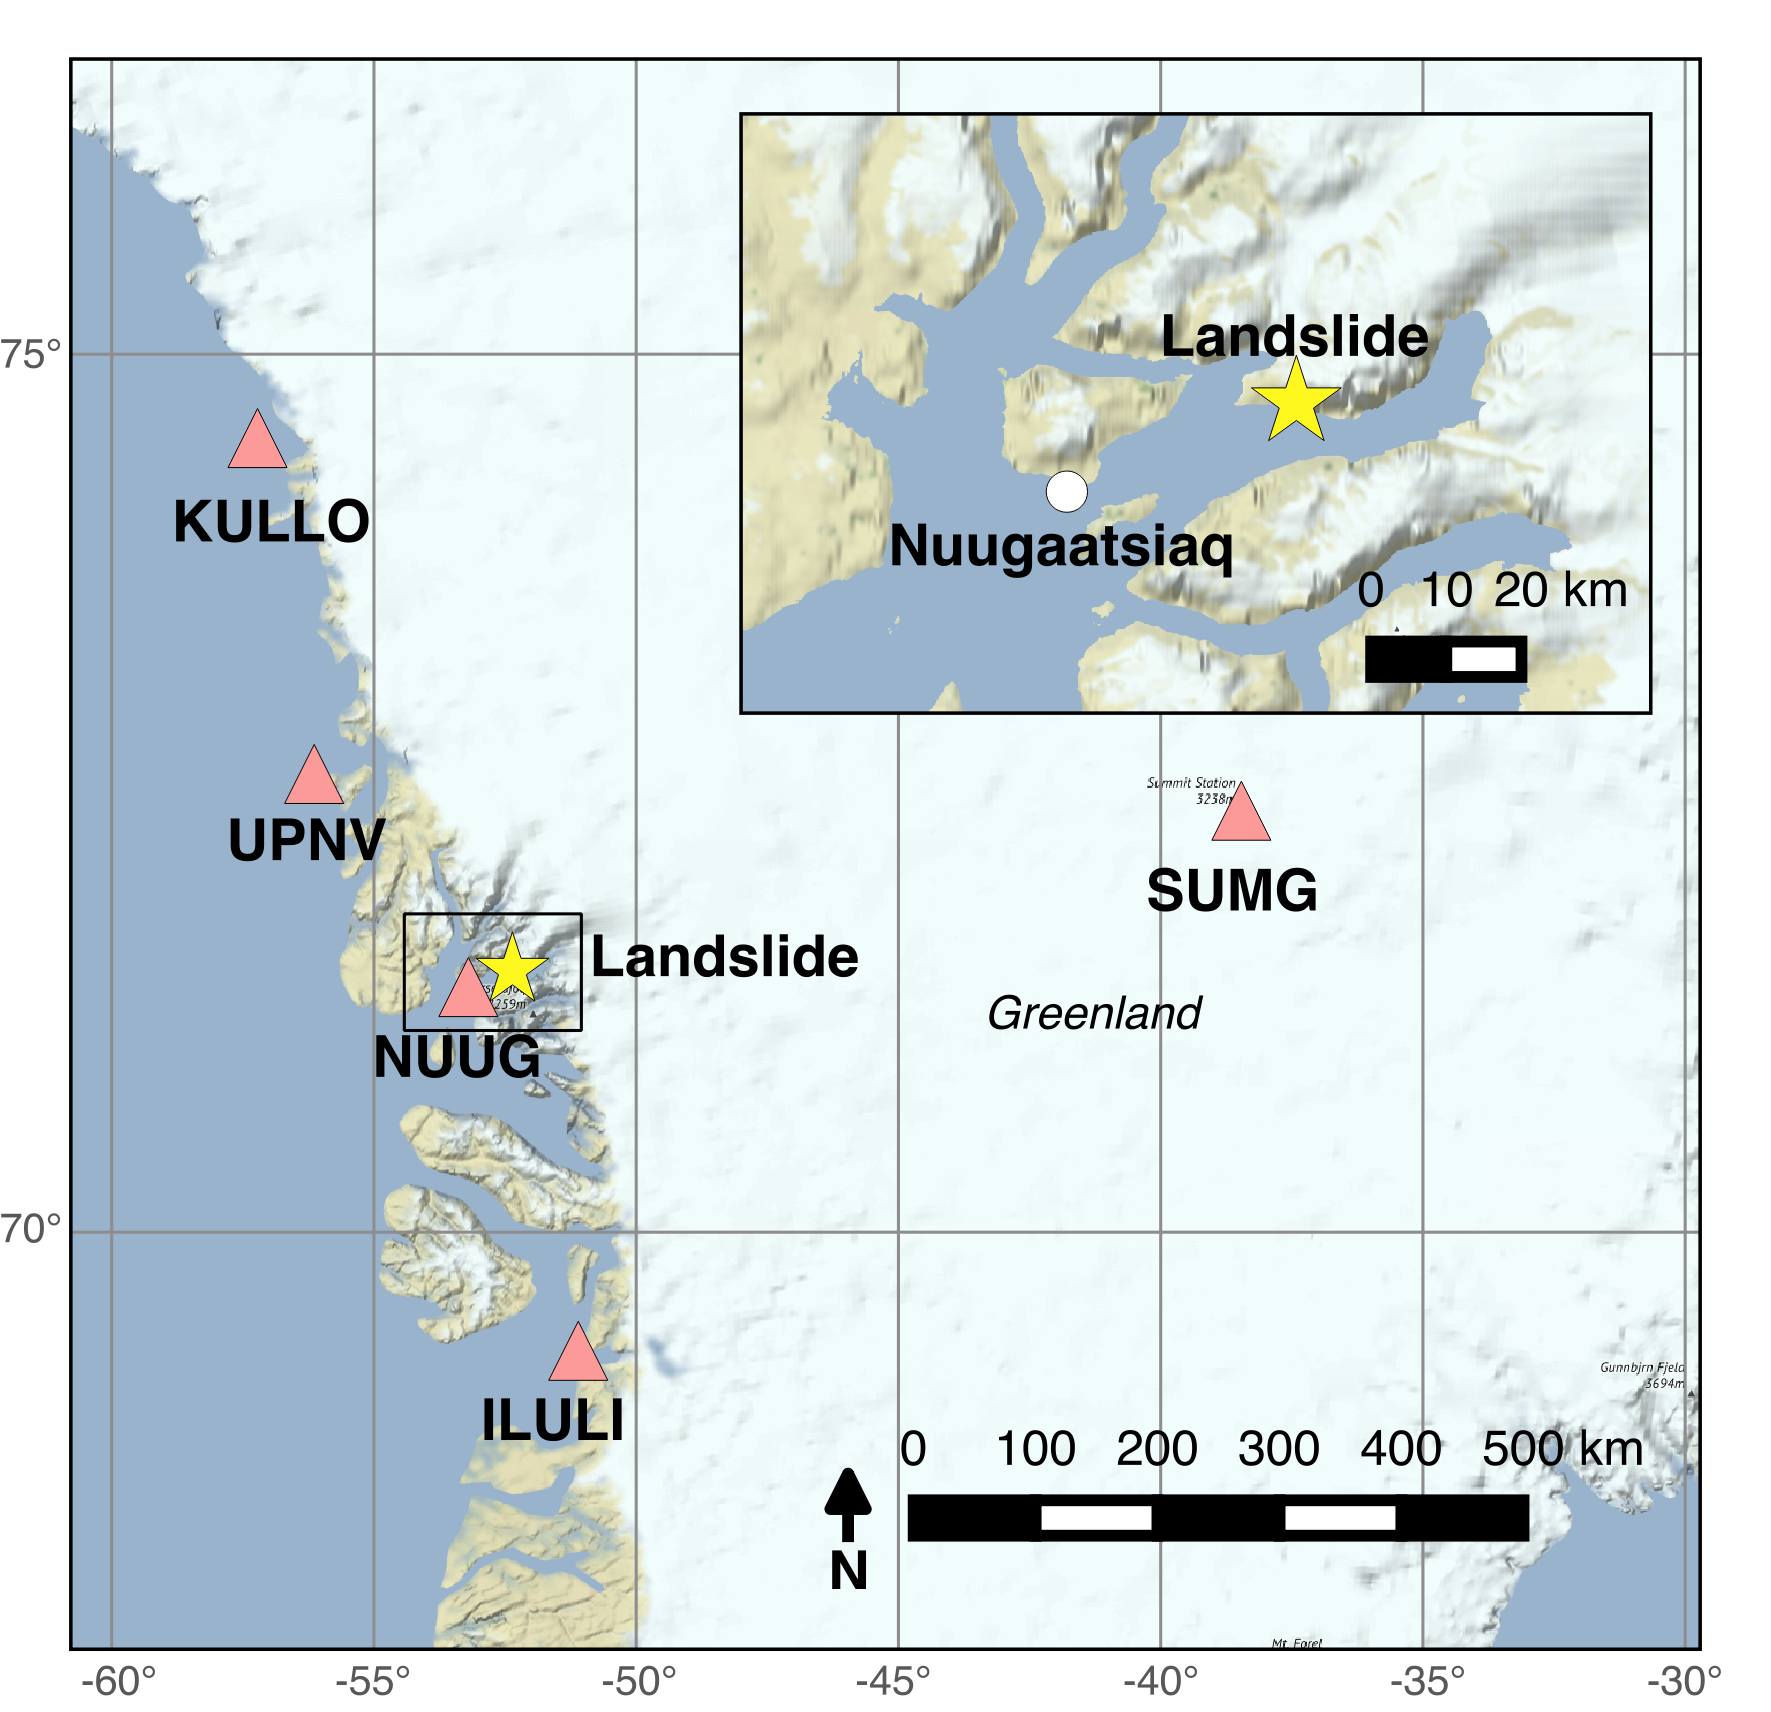 75°
Landslide
KULLO
Nuugaatsiaq
0 10 20 km
Summit Station
3238m
UPNV
SUMG
Landslide
259m
Greenland
NUUG
70°
Gunnbjrn Fjeld
3694m
ILULI
0 100 200 300 400 500 km
N
Mt. Forel
-60° -55° -50° -45° -40° -35° -30°